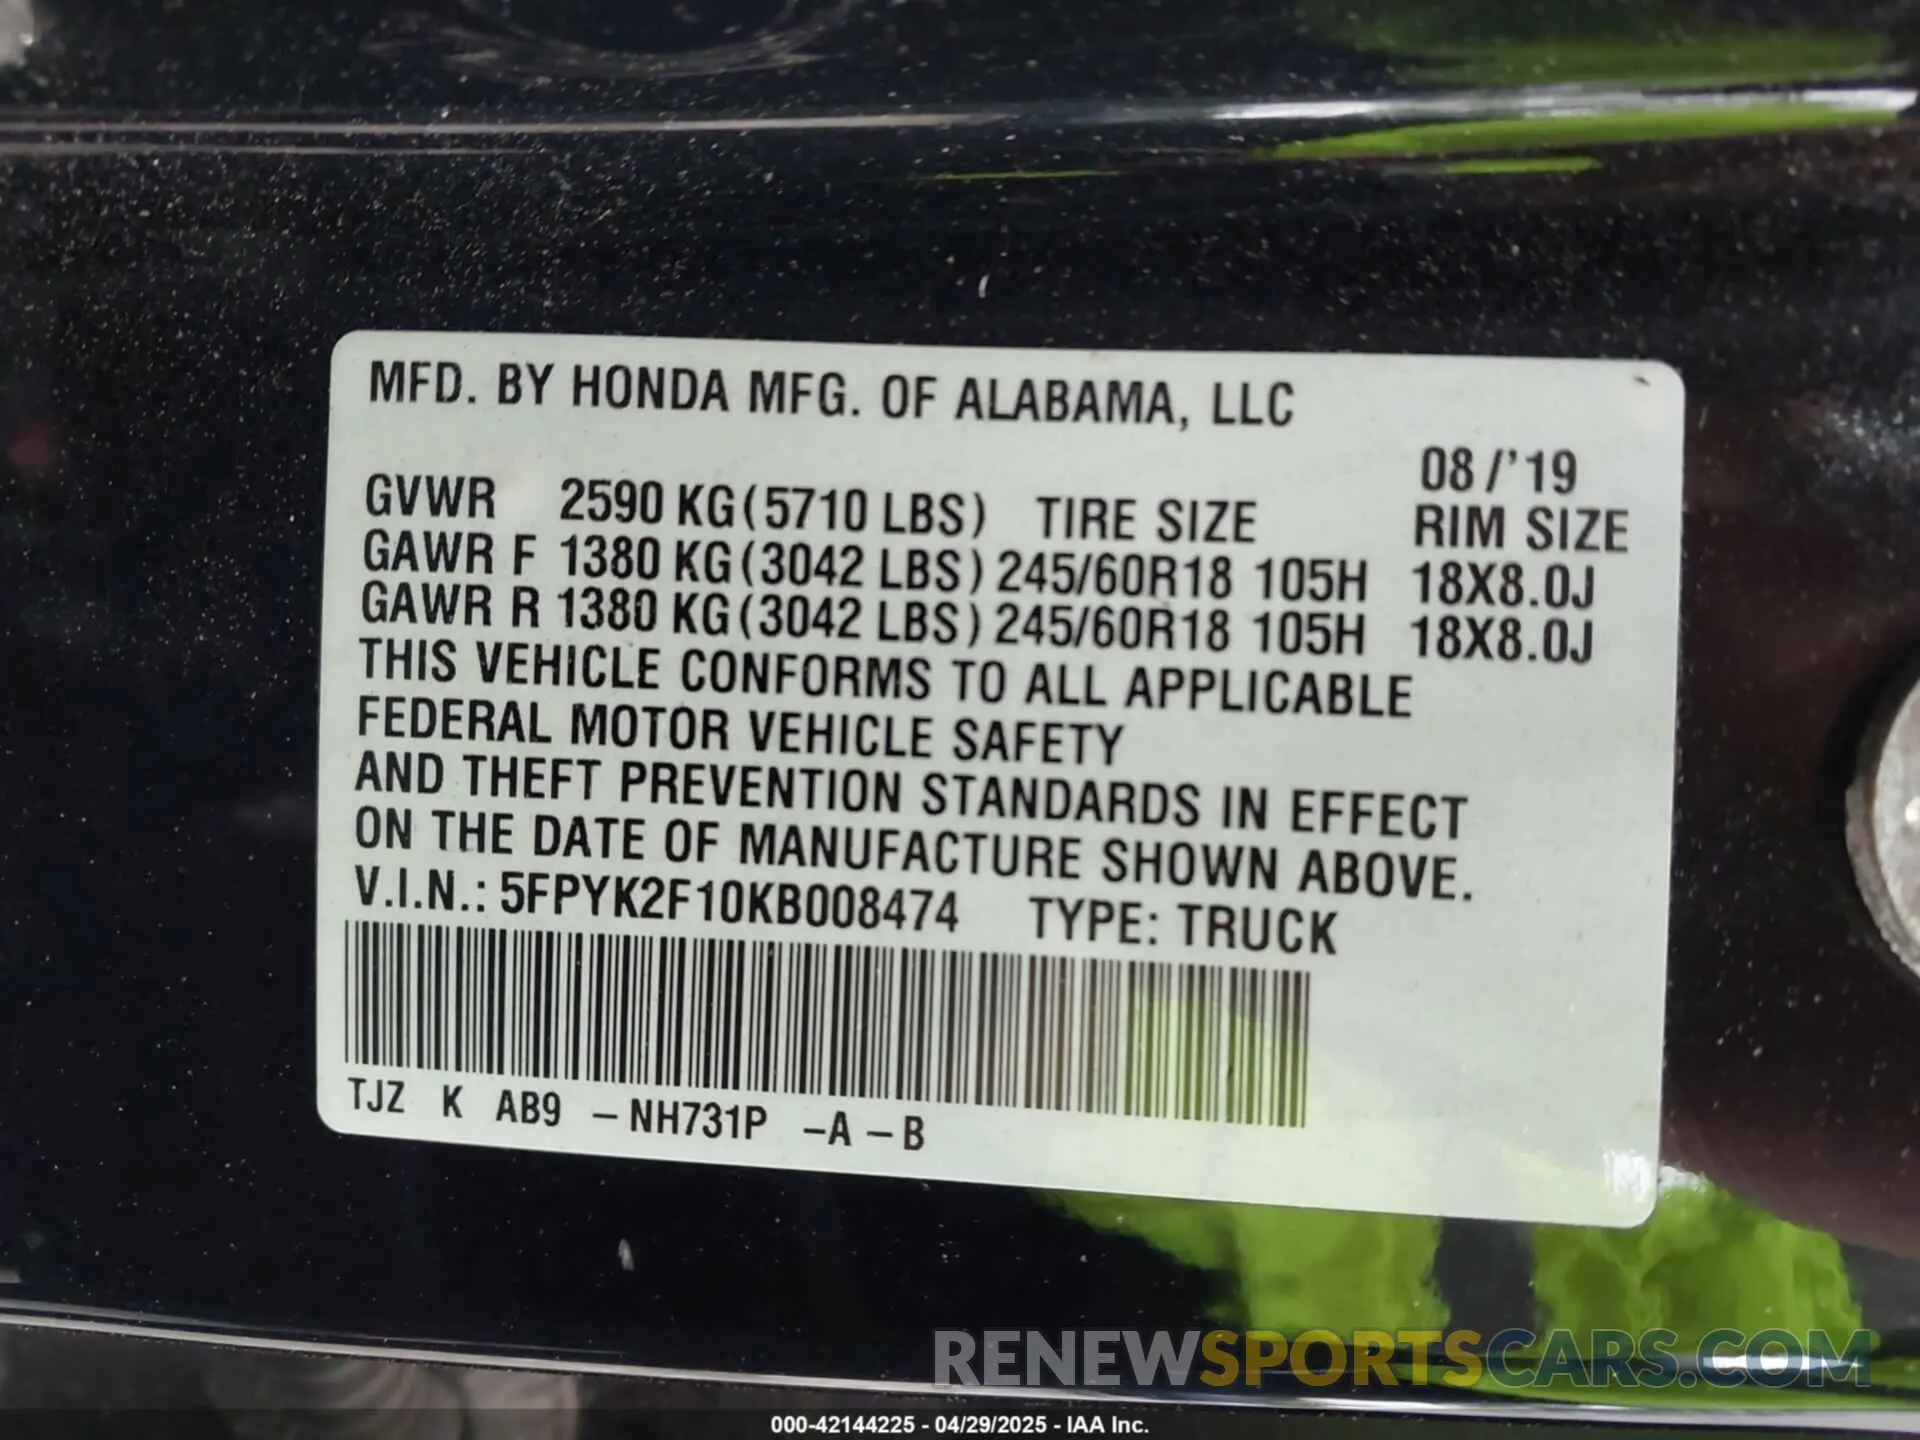 MFD. BY HONDA MFG. OF ALABAMA, LLC
08/'19
GVWR 2590 KG(5710 LBS) TIRE SIZE RIM SIZE
GAWR F 1380 KG(3042 LBS) 245/60R18 105H 18X8.0J
GAWR R 1380 KG(3042 LBS) 245/60R18 105H 18X8.0J
THIS VEHICLE CONFORMS TO ALL APPLICABLE
FEDERAL MOTOR VEHICLE SAFETY
AND THEFT PREVENTION STANDARDS IN EFFECT
ON THE DATE OF MANUFACTURE SHOWN ABOVE.
V.I.N.: 5FPYK2F10KB008474 TYPE: TRUCK
TJZ K AB9 –NH731P –A –B
RENEWSPORTSCARS.COM
000-42144225 - 04/29/2025 - IAA Inc.